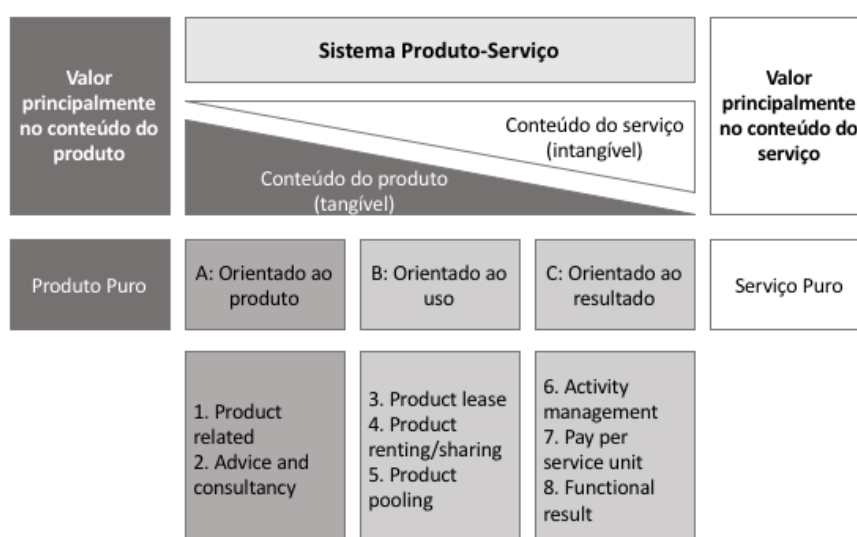 Valor
principalmente
no conteúdo do
produto
Sistema Produto-Serviço
Conteúdo do serviço
(intangível)
Conteúdo do produto
(tangível)
Valor
principalmente
no conteúdo do
serviço
Produto Puro
A: Orientado ao
produto
B: Orientado ao
uso
C: Orientado ao
resultado
Serviço Puro
1. Product
related
2. Advice and
consultancy
3. Product lease
4. Product
renting/sharing
5. Product
pooling
6. Activity
management
7. Pay per
service unit
8. Functional
result